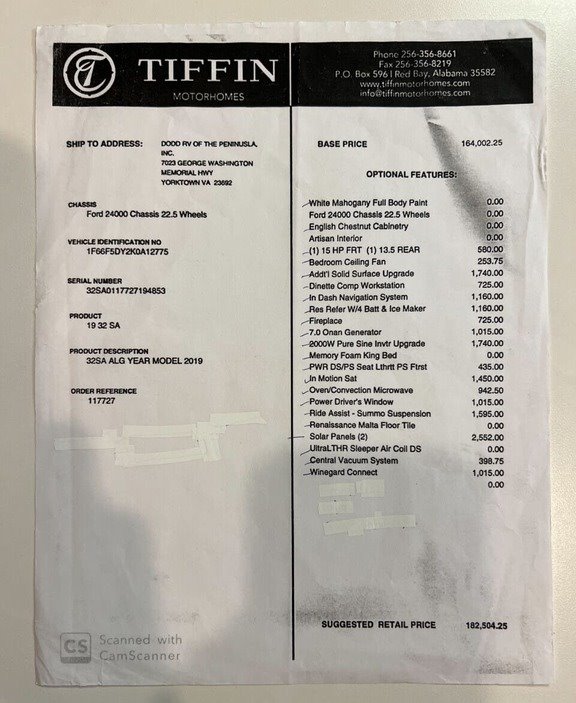 TIFFIN
MOTORHOMES
Phone 256-356-8661
Fax 256-356-8219
P.O. Box 596 | Red Bay, Alabama 35582
www.tiffinmotorhomes.com
info@tiffinmotorhomes.com
SHIP TO ADDRESS: DODD RV OF THE PENINUSLA,
INC.
7023 GEORGE WASHINGTON
MEMORIAL HWY
YORKTOWN VA 23692
CHASSIS
Ford 24000 Chassis 22.5 Wheels
VEHICLE IDENTIFICATION NO
1F66F5DY2K0A12775
SERIAL NUMBER
32SA0117727194853
PRODUCT
19 32 SA
PRODUCT DESCRIPTION
32SA ALG YEAR MODEL 2019
ORDER REFERENCE
117727
BASE PRICE 164,002.25
OPTIONAL FEATURES:
White Mahogany Full Body Paint 0.00
Ford 24000 Chassis 22.5 Wheels 0.00
English Chestnut Cabinetry 0.00
Artisan Interior 0.00
(1) 15 HP FRT (1) 13.5 REAR 580.00
Bedroom Ceiling Fan 253.75
Addt'l Solid Surface Upgrade 1,740.00
Dinette Comp Workstation 725.00
In Dash Navigation System 1,160.00
Res Refer W/4 Batt & Ice Maker 1,160.00
Fireplace 725.00
7.0 Onan Generator 1,015.00
2000W Pure Sine Invtr Upgrade 1,740.00
Memory Foam King Bed 0.00
PWR DS/PS Seat Lthrtt PS Ftrst 435.00
In Motion Sat 1,450.00
Oven/Convection Microwave 942.50
Power Driver's Window 1,015.00
Ride Assist - Summo Suspension 1,595.00
Renaissance Malta Floor Tile 0.00
Solar Panels (2) 2,552.00
UltraLTHR Sleeper Air Coil DS 0.00
Central Vacuum System 398.75
Winegard Connect 1,015.00
0.00
SUGGESTED RETAIL PRICE 182,504.25
CS Scanned with
CamScanner